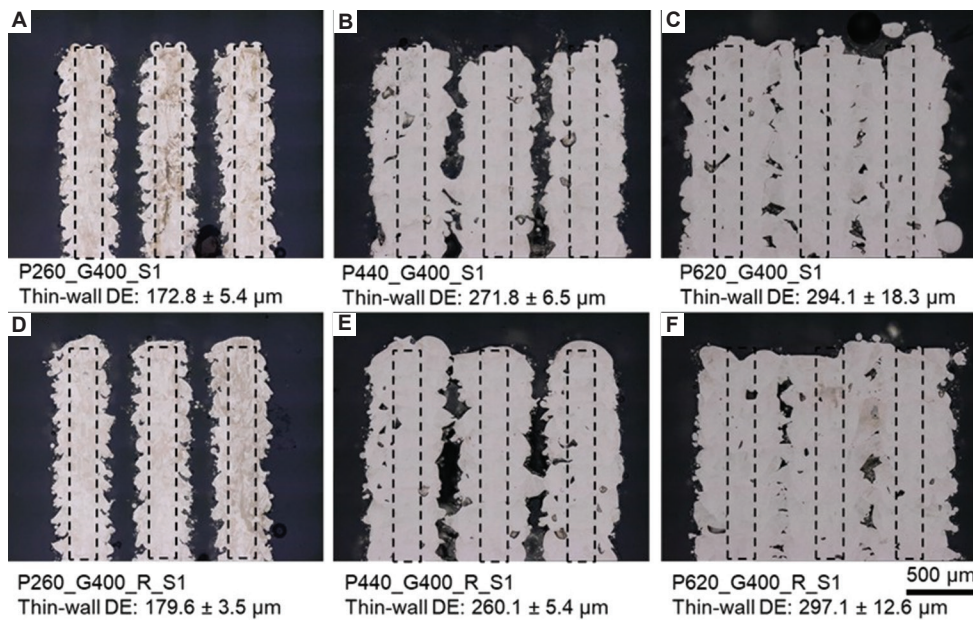 A
B
C
P260_G400_S1
Thin-wall DE: 172.8 ± 5.4 μm
P440_G400_S1
Thin-wall DE: 271.8 ± 6.5 μm
P620_G400_S1
Thin-wall DE: 294.1 ± 18.3 μm
D
E
F
P260_G400_R_S1
Thin-wall DE: 179.6 ± 3.5 μm
P440_G400_R_S1
Thin-wall DE: 260.1 ± 5.4 μm
P620_G400_R_S1
Thin-wall DE: 297.1 ± 12.6 μm
500 μm